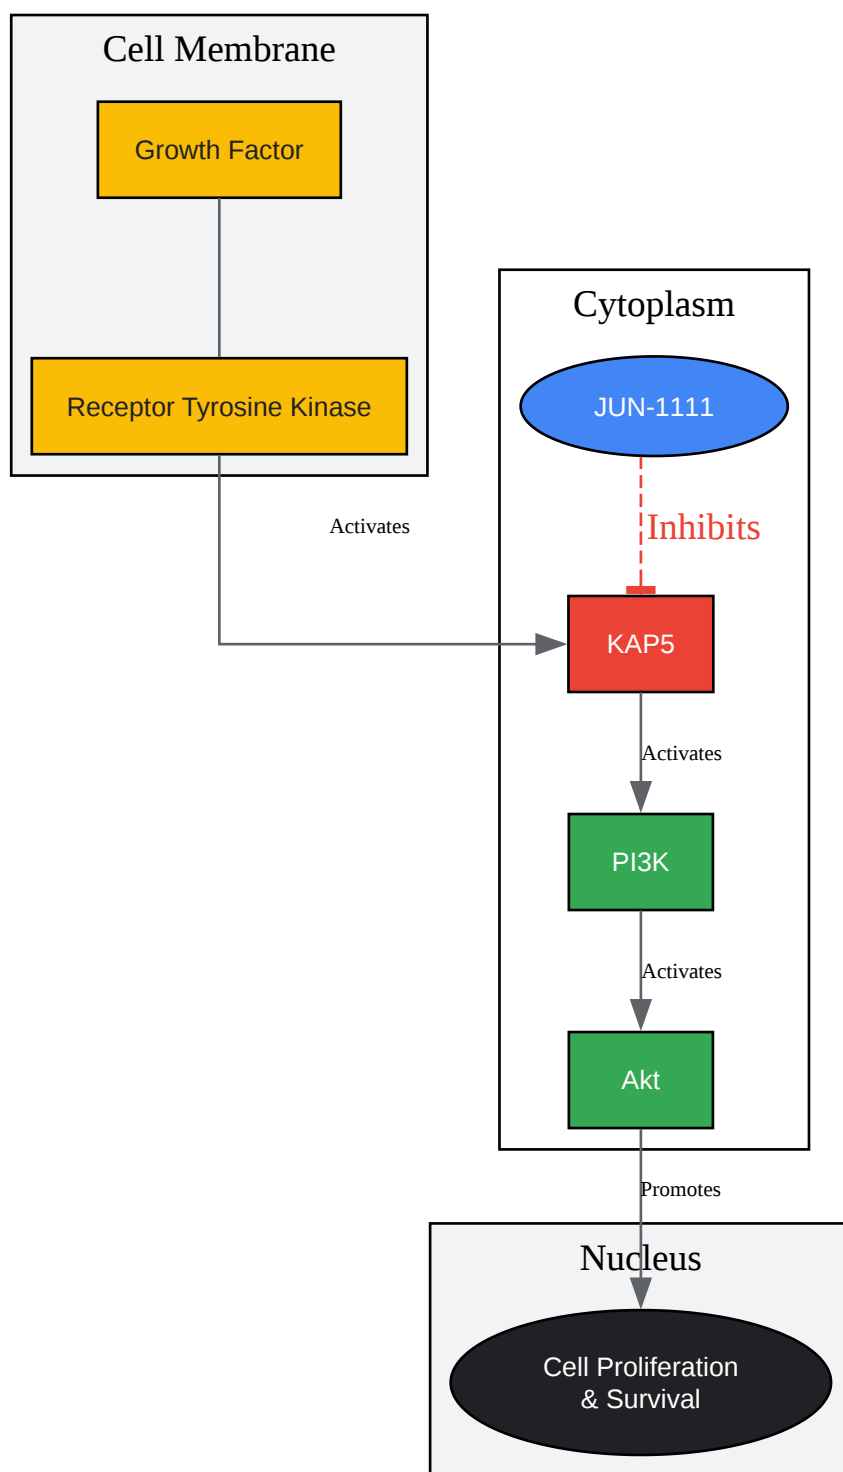 Cell Membrane
Growth Factor
Receptor Tyrosine Kinase
Activates
Cytoplasm
JUN-1111
Inhibits
KAP5
Activates
PI3K
Activates
Akt
Promotes
Nucleus
Cell Proliferation
& Survival